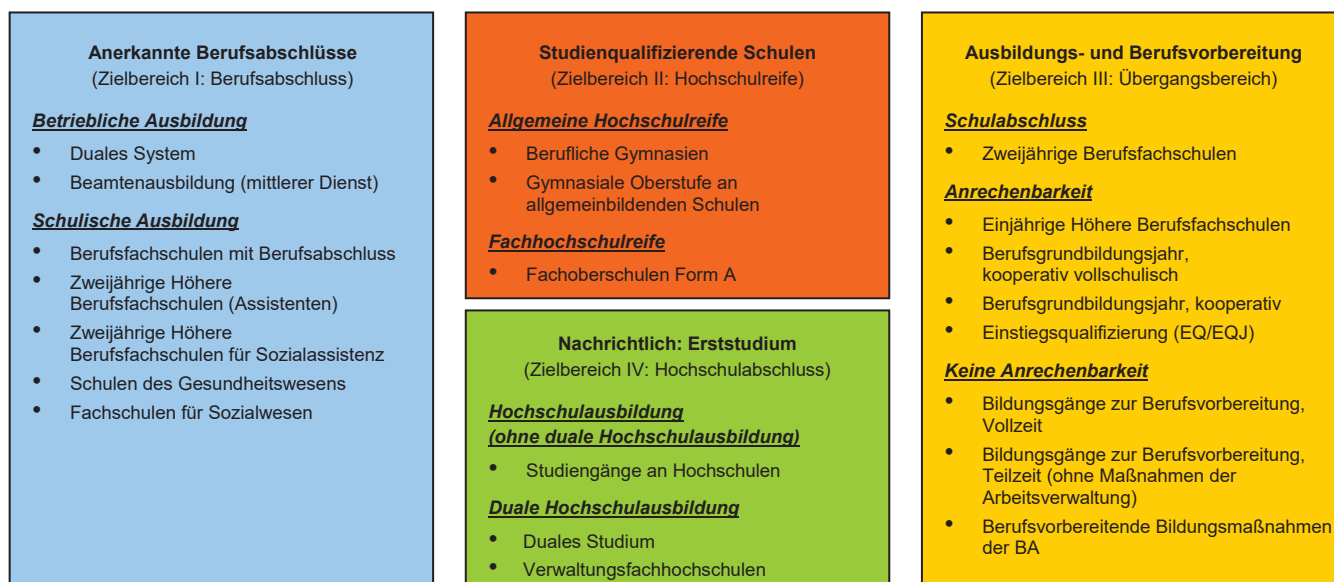 Anerkannte Berufsabschlüsse
(Zielbereich I: Berufsabschluss)
Betriebliche Ausbildung
• Duales System
• Beamtenausbildung (mittlerer Dienst)
Schulische Ausbildung
• Berufsfachschulen mit Berufsabschluss
• Zweijährige Höhere
Berufsfachschulen (Assistenten)
• Zweijährige Höhere
Berufsfachschulen für Sozialassistenz
• Schulen des Gesundheitswesens
• Fachschulen für Sozialwesen
Studienqualifizierende Schulen
(Zielbereich II: Hochschulreife)
Allgemeine Hochschulreife
• Berufliche Gymnasien
• Gymnasiale Oberstufe an
allgemeinbildenden Schulen
Fachhochschulreife
• Fachoberschulen Form A
Nachrichtlich: Erststudium
(Zielbereich IV: Hochschulabschluss)
Hochschulausbildung
(ohne duale Hochschulausbildung)
• Studiengänge an Hochschulen
Duale Hochschulausbildung
• Duales Studium
• Verwaltungsfachhochschulen
Ausbildungs- und Berufsvorbereitung
(Zielbereich III: Übergangsbereich)
Schulabschluss
• Zweijährige Berufsfachschulen
Anrechenbarkeit
• Einjährige Höhere Berufsfachschulen
• Berufsgrundbildungsjahr,
kooperativ vollschulisch
• Berufsgrundbildungsjahr, kooperativ
• Einstiegsqualifizierung (EQ/EQJ)
Keine Anrechenbarkeit
• Bildungsgänge zur Berufsvorbereitung,
Vollzeit
• Bildungsgänge zur Berufsvorbereitung,
Teilzeit (ohne Maßnahmen der
Arbeitsverwaltung)
• Berufsvorbereitende Bildungsmaßnahmen
der BA